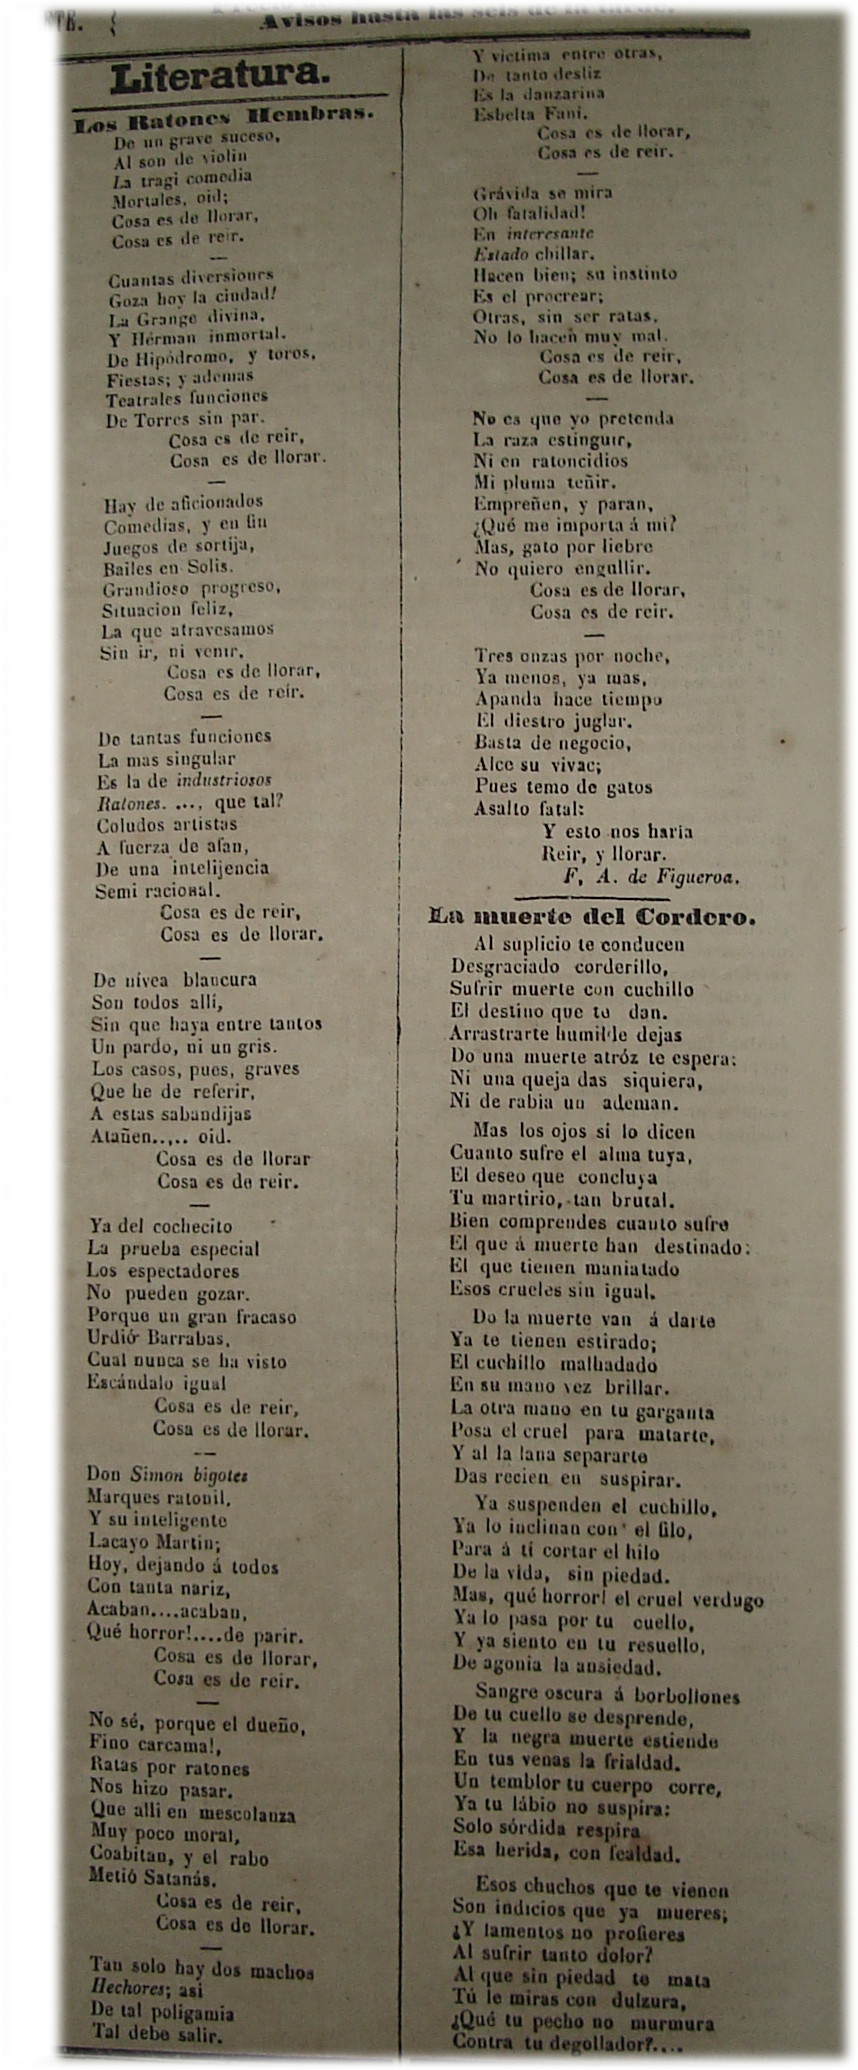 Avisos hasta las seis de la tarde.
Literatura.
Los Ratones Hembras.
De un grave suceso,
Al son de violin
La tragi comedia
Mortales, oid;
Cosa es de llorar,
Cosa es de reir.
Cuantas diversiones
Goza hoy la ciudad!
La Grange divina,
Y Hérman inmortal.
De Hipódromo, y toros,
Fiestas; y ademas
Teatrales funciones
De Torres sin par.
Cosa es de reir,
Cosa es de llorar.
Hay de aficionados
Comedias, y en fin
Juegos de sortija,
Bailes en Solis.
Grandioso progreso,
Situacion feliz,
La que atravesamos
Sin ir, ni venir.
Cosa es de llorar,
Cosa es de reír.
De tantas funciones
La mas singular
Es la de industriosos
Ratones. ..., que tal?
Coludos artistas
A fuerza de afan,
De una intelijencia
Semi racional.
Cosa es de reir,
Cosa es de llorar.
De nívea blancura
Son todos allí,
Sin que haya entre tantos
Un pardo, ni un gris.
Los casos, pues, graves
Que he de referir,
A estas sabandijas
Atañen..,.. oid.
Cosa es de llorar
Cosa es de reir.
Ya del cochecito
La prueba especial
Los espectadores
No pueden gozar.
Porque un gran fracaso
Urdió Barrabas,
Cual nunca se ha visto
Escándalo igual
Cosa es de reir,
Cosa es de llorar.
Don Simon bigotes
Marques ratonil,
Y su inteligente
Lacayo Martin;
Hoy, dejando á todos
Con tanta nariz,
Acaban....acaban,
Qué horror!....de parir.
Cosa es de llorar,
Cosa es de reir.
No sé, porque el dueño,
Fino carcama!,
Ratas por ratones
Nos hizo pasar.
Que alli en mescolanza
Muy poco moral,
Coabitan, y el rabo
Metió Satanás.
Cosa es de reir,
Cosa es de llorar.
Tan solo hay dos machos
Hechores; asi
De tal poligamia
Tal debe salir.
Y victima entre otras,
De tanto desliz
Es la danzarina
Esbelta Fani.
Cosa es de llorar,
Cosa es de reir.
Grávida se mira
Oh fatalidad!
En interesante
Estado chillar.
Hacen bien; su instinto
Es el procrear;
Otras, sin ser ratas,
No lo hacen muy mal.
Cosa es de reir,
Cosa es de llorar.
No es que yo pretenda
La raza estinguir,
Ni en ratoncidios
Mi pluma teñir.
Empreñen, y paran,
¿Qué me importa á mi?
Mas, gato por liebre
No quiero engullir.
Cosa es de llorar,
Cosa es de reir.
Tres onzas por noche,
Ya menos, ya mas,
Apanda hace tiempo
El diestro juglar.
Basta de negocio,
Alce su vivac;
Pues temo de gatos
Asalto fatal:
Y esto nos haria
Reir, y llorar.
F, A. de Figueroa.
La muerte del Cordero.
Al suplicio te conducen
Desgraciado corderillo,
Sufrir muerte con cuchillo
El destino que te dan.
Arrastrarte humilde dejas
Do una muerte atróz te espera:
Ni una queja das siquiera,
Ni de rabia un ademan.
Mas los ojos si lo dicen
Cuanto sufre el alma tuya,
El deseo que concluya
Tu martirio, tan brutal.
Bien comprendes cuanto sufre
El que á muerte han destinado:
El que tienen maniatado
Esos crueles sin igual.
Do la muerte van á darte
Ya te tienen estirado;
El cuchillo malhadado
En su mano vez brillar.
La otra mano en tu garganta
Posa el cruel para matarte,
Y al la lana separarte
Das recien en suspirar.
Ya suspenden el cuchillo,
Ya lo inclinan con el filo,
Para á tí cortar el hilo
De la vida, sin piedad.
Mas, qué horror! el cruel verdugo
Ya lo pasa por tu cuello,
Y ya siento en tu resuello,
De agonia la ansiedad.
Sangre oscura á borbollones
De tu cuello se desprende,
Y la negra muerte estiende
En tus venas la frialdad.
Un temblor tu cuerpo corre,
Ya tu lábio no suspira:
Solo sórdida respira
Esa herida, con fealdad.
Esos chuchos que te vienen
Son indicios que ya mueres;
¿Y lamentos no profieres
Al sufrir tanto dolor?
Al que sin piedad te mata
Tú le miras con dulzura,
¿Qué tu pecho no murmura
Contra tu degollador?....